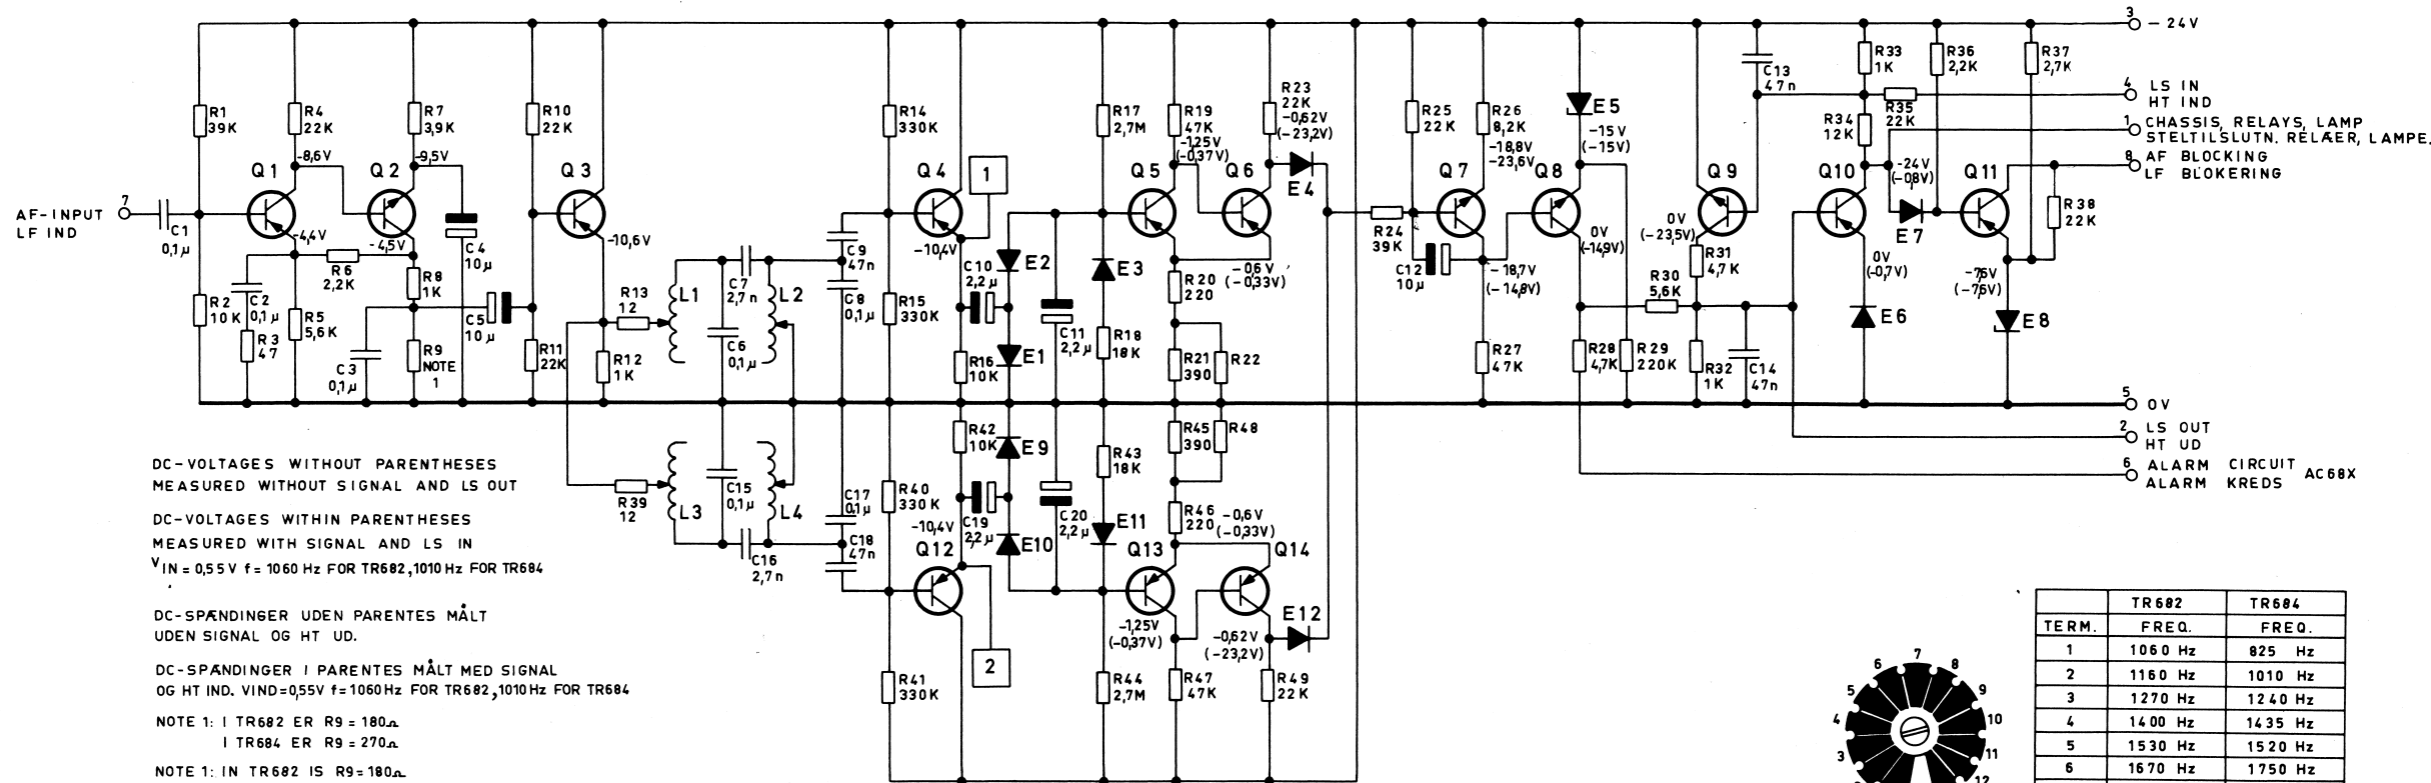 3
- 24V
R1
39K
R4
22K
R7
3,9K
R10
22K
R14
330K
R17
2,7M
R19
47K
-1,25V
(-0,37V)
R23
22K
-0,62V
(-23,2V)
R25
22K
R26
8,2K
-18,8V
-23,6V
E5
-15V
(-15V)
C13
47n
R33
1K
R36
2,2K
R37
2,7K
4
LS IN
HT IND
R35
22K
R34
12K
1
CHASSIS, RELAYS, LAMP
STELTILSLUTN. RELÆER, LAMPE.
8
AF BLOCKING
LF BLOKERING
-8,6V
-9,5V
Q1
Q2
Q3
Q4
1
Q5
Q6
E4
Q7
Q8
Q9
Q10
-24V
(-0,8V)
Q11
AF-INPUT
LF IND
7
C1
0,1µ
-4,4V
-4,5V
C4
10µ
-10,6V
C9
47n
-10,4V
E2
E3
R24
39K
C12
10µ
0V
(-14,9V)
0V
(-23,5V)
E7
R38
22K
R6
2,2K
R8
1K
R2
10K
C2
0,1µ
R3
47
R5
5,6K
C3
0,1µ
C5
10µ
R9
NOTE
1
R11
22K
R13
12
R12
1K
L1
C7
2,7n
L2
C6
0,1µ
C8
0,1µ
R15
330K
C10
2,2µ
R16
10K
E1
C11
2,2µ
R18
18K
R20
220
-0,6V
(-0,33V)
R21
390
R22
-18,7V
(-14,8V)
R27
47K
R30
5,6K
R31
4,7K
R28
4,7K
R29
220K
R32
1K
C14
47n
0V
(-0,7V)
E6
-7,6V
(-7,6V)
E8
5
0V
2
LS OUT
HT UD
6
ALARM CIRCUIT
ALARM KREDS
AC68X
DC-VOLTAGES WITHOUT PARENTHESES
MEASURED WITHOUT SIGNAL AND LS OUT
DC-VOLTAGES WITHIN PARENTHESES
MEASURED WITH SIGNAL AND LS IN
VIN = 0,55V f = 1060 Hz FOR TR682, 1010 Hz FOR TR684
DC-SPÆNDINGER UDEN PARENTES MÅLT
UDEN SIGNAL OG HT UD.
DC-SPÆNDINGER I PARENTES MÅLT MED SIGNAL
OG HT IND. VIND=0,55V f=1060Hz FOR TR682, 1010Hz FOR TR684
NOTE 1: I TR682 ER R9 = 180Ω
I TR684 ER R9 = 270Ω
NOTE 1: IN TR682 IS R9=180Ω
R39
12
L3
C15
0,1µ
L4
C16
2,7n
C17
0,1µ
C18
47n
R40
330K
R41
330K
R42
10K
E9
C19
2,2µ
-10,4V
Q12
E10
2
C20
2,2µ
R43
18K
E11
R44
2,7M
R45
390
R48
R46
220
-0,6V
(-0,33V)
Q13
-1,25V
(-0,37V)
Q14
-0,62V
(-23,2V)
E12
R47
47K
R49
22K
3
4
5
6
7
8
9
10
11
12
TR682 TR684
TERM. FREQ. FREQ.
1 1060 Hz 825 Hz
2 1160 Hz 1010 Hz
3 1270 Hz 1240 Hz
4 1400 Hz 1435 Hz
5 1530 Hz 1520 Hz
6 1670 Hz 1750 Hz